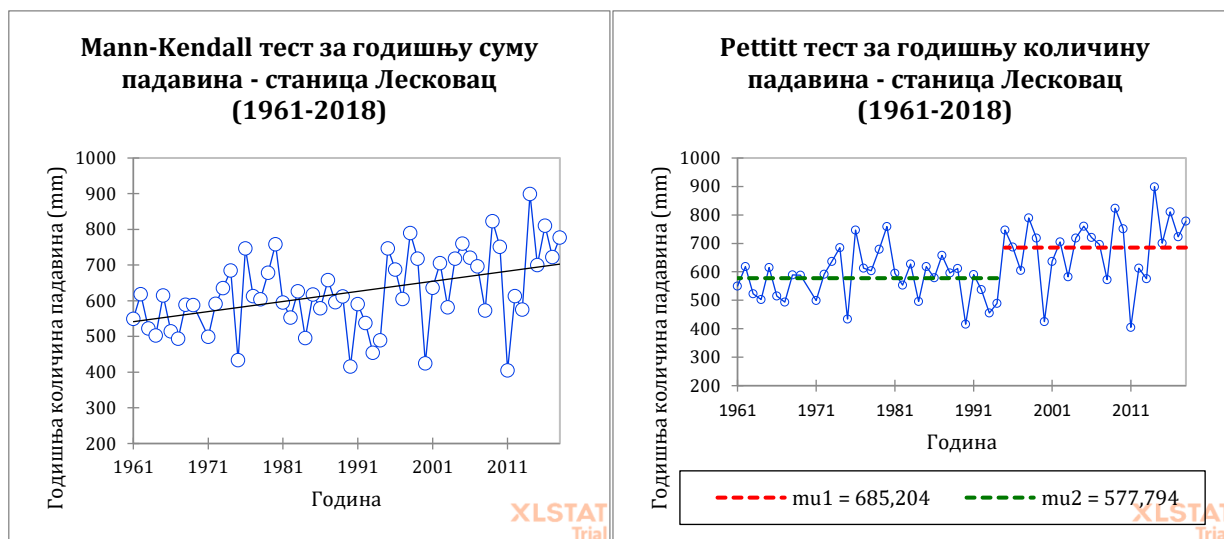 Mann-Kendall тест за годишњу суму
падавина - станица Лесковац
(1961-2018)
Годишња количина падавина (mm)
1000
900
800
700
600
500
400
300
200
1961
1971
1981
1991
2001
2011
Година
XLSTAT
Trial
Pettitt тест за годишњу количину
падавина - станица Лесковац
(1961-2018)
Годишња количина падавина (mm)
1000
900
800
700
600
500
400
300
200
1961
1971
1981
1991
2001
2011
Година
mu1 = 685,204
mu2 = 577,794
XLSTAT
Trial